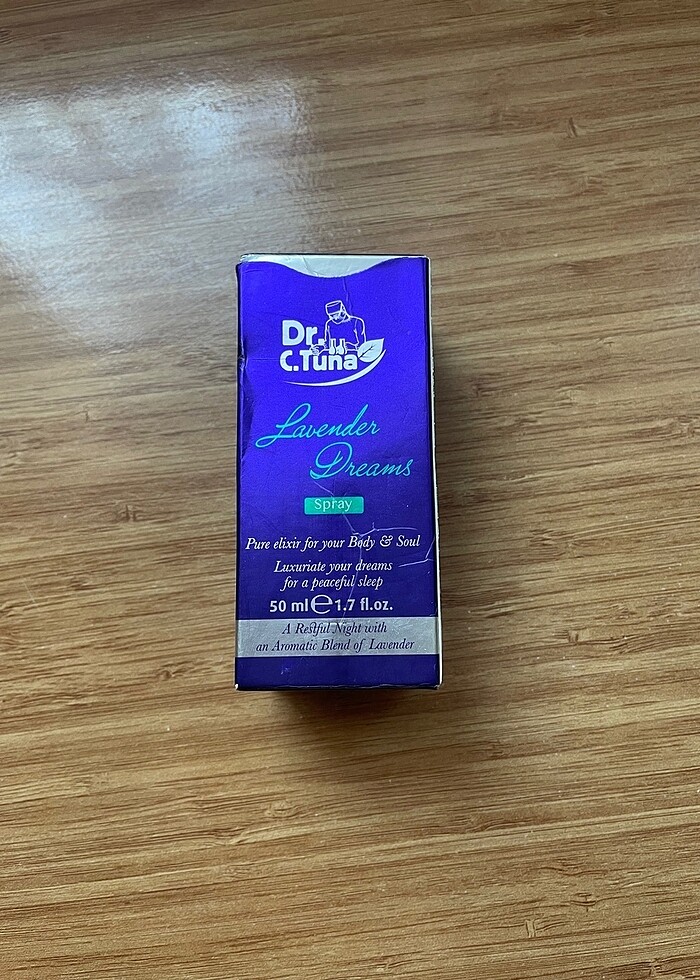 Dr.
C.Tuna
Lavender
Dreams
Spray
Pure elixir for your Body & Soul
Luxuriate your dreams
for a peaceful sleep
50 ml ℮ 1.7 fl.oz.
A Restful Night with
an Aromatic Blend of Lavender